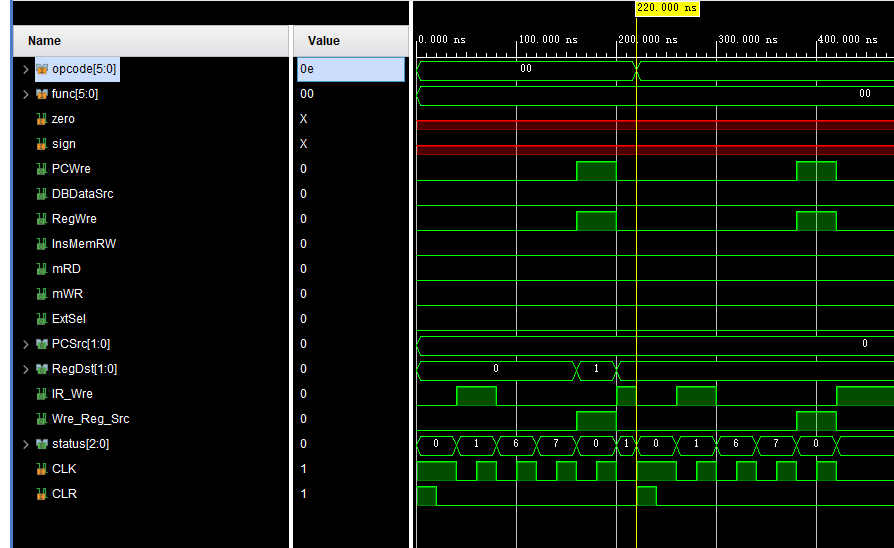 220.000 ns
Name Value 0.000 ns 100.000 ns 200.000 ns 300.000 ns 400.000 ns
opcode[5:0] 0e 00
func[5:0] 00 00
zero X
sign X
PCWre 0
DBDataSrc 0
RegWre 0
InsMemRW 0
mRD 0
mWR 0
ExtSel 0
PCSrc[1:0] 0 0
RegDst[1:0] 0 0 1
IR_Wre 0
Wre_Reg_Src 0
status[2:0] 0 0 1 6 7 0 1 0 1 6 7 0
CLK 1
CLR 1